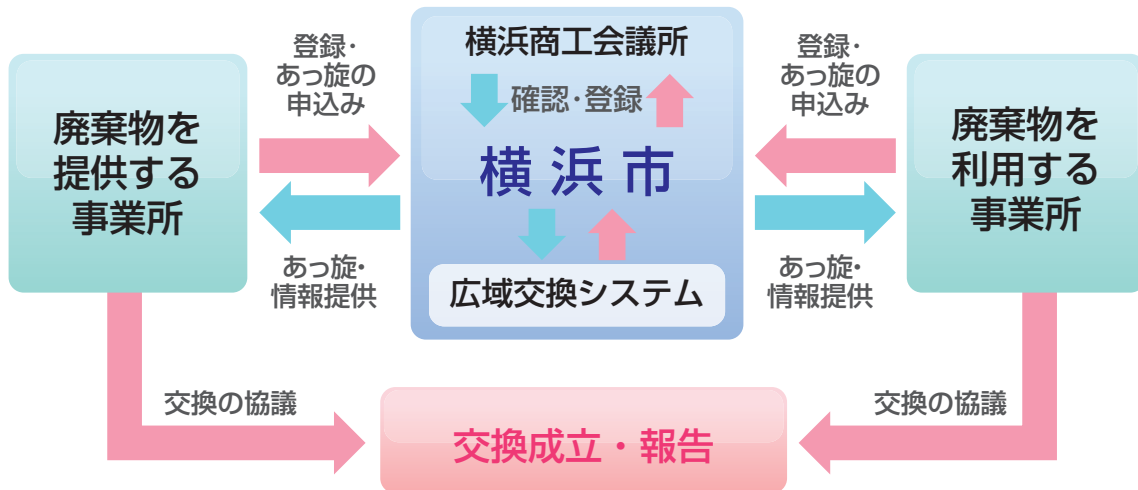 廃棄物を
提供する
事業所
登録・
あっ旋の
申込み
あっ旋・
情報提供
横浜商工会議所
確認・登録
横浜市
広域交換システム
登録・
あっ旋の
申込み
あっ旋・
情報提供
廃棄物を
利用する
事業所
交換の協議
交換成立・報告
交換の協議